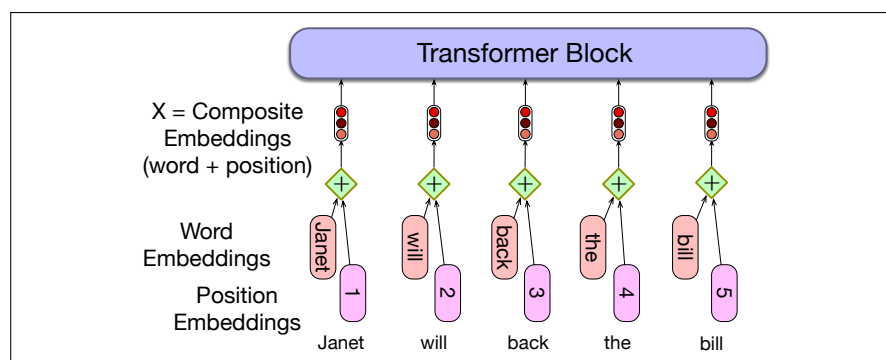 Transformer Block
X = Composite
Embeddings
(word + position)
+ + + + +
Word
Embeddings
Janet will back the bill
Position
Embeddings
1 2 3 4 5
Janet will back the bill